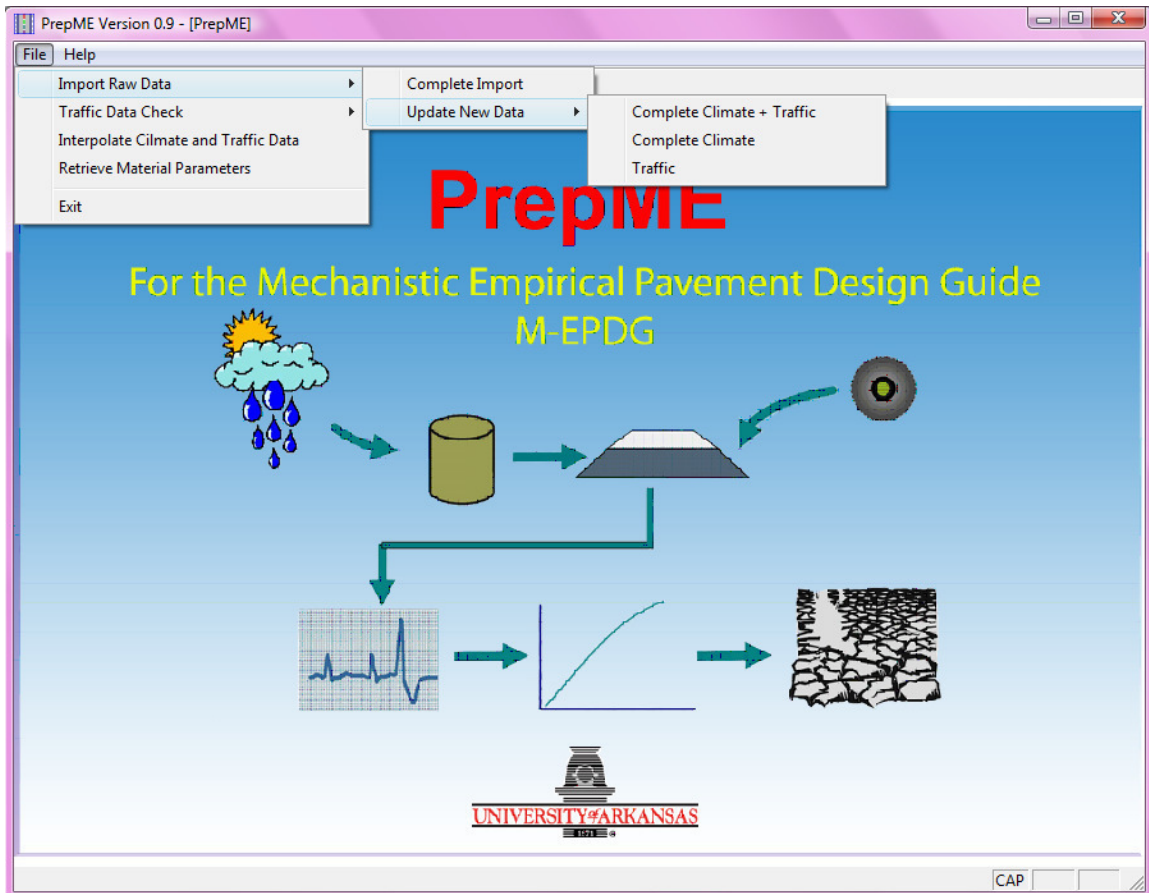 PrepME Version 0.9 - [PrepME]
File Help
Import Raw Data
Traffic Data Check
Interpolate Cilmate and Traffic Data
Retrieve Material Parameters
Exit
Complete Import
Update New Data
Complete Climate + Traffic
Complete Climate
Traffic
PrepME
For the Mechanistic Empirical Pavement Design Guide
M-EPDG
UNIVERSITY of ARKANSAS
1871
CAP